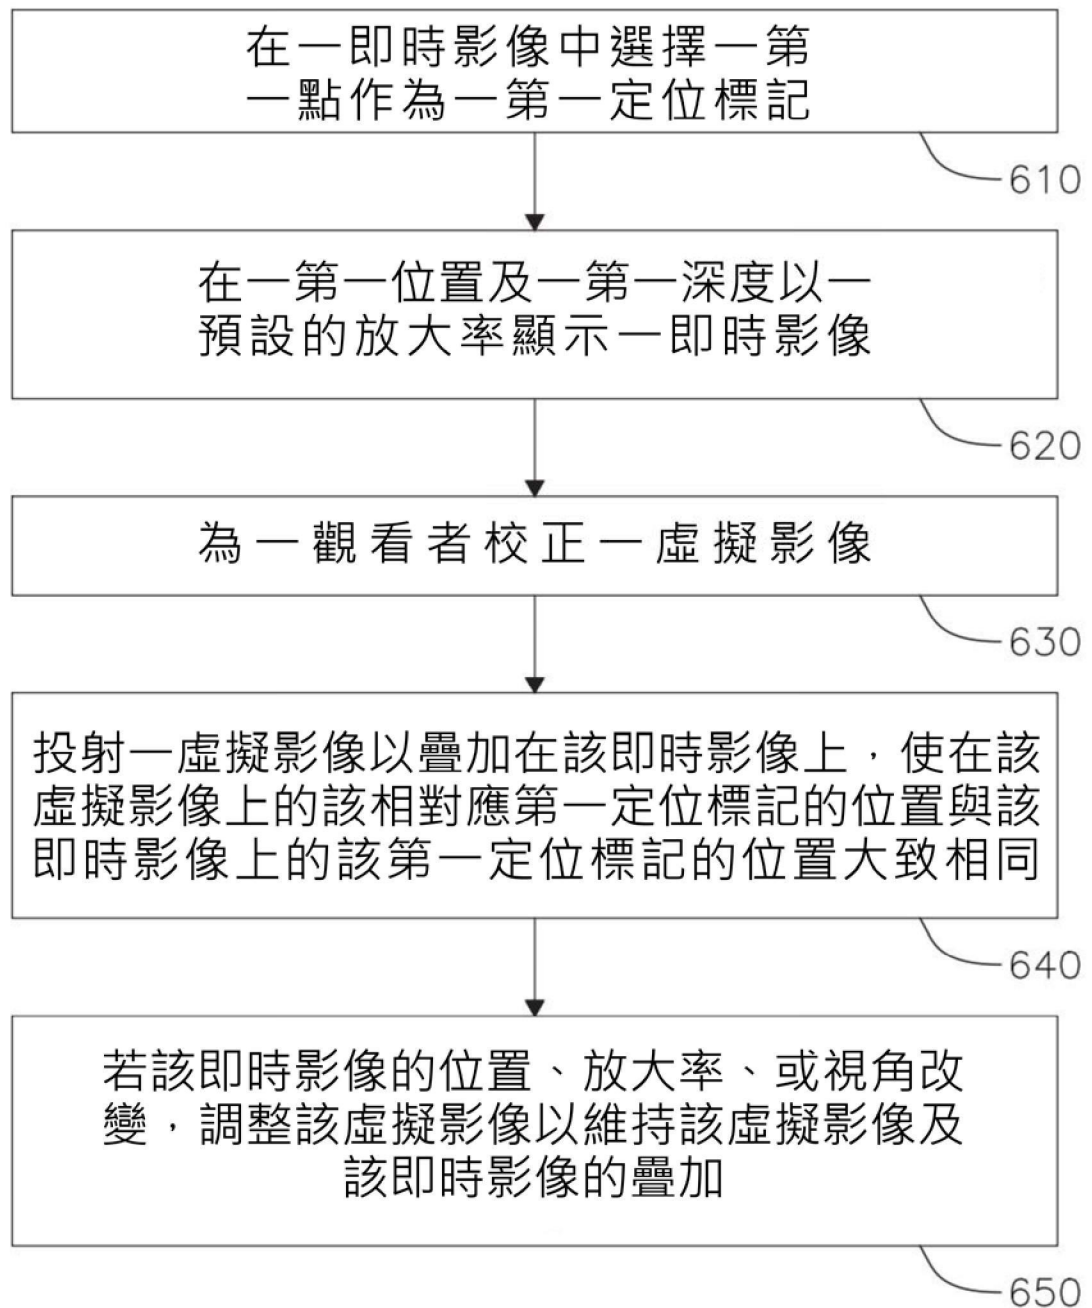 在一即時影像中選擇一第
一點作為一第一定位標記
610
在一第一位置及一第一深度以一
預設的放大率顯示一即時影像
620
為一觀看者校正一虛擬影像
630
投射一虛擬影像以疊加在該即時影像上，使在該
虛擬影像上的該相對應第一定位標記的位置與該
即時影像上的該第一定位標記的位置大致相同
640
若該即時影像的位置、放大率、或視角改
變，調整該虛擬影像以維持該虛擬影像及
該即時影像的疊加
650